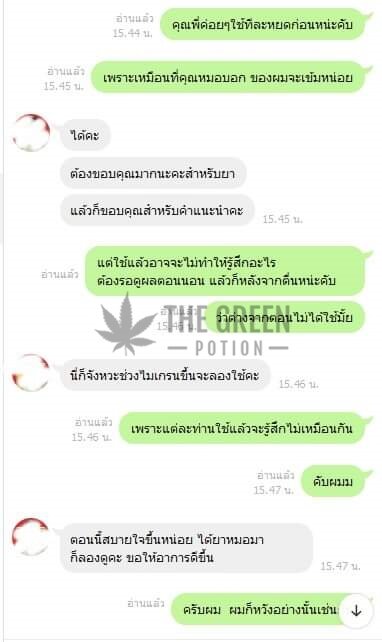 อ่านแล้ว
15.44 น.
คุณพี่ค่อยๆใช้ทีละหยดก่อนหน่ะคับ
อ่านแล้ว
15.45 น.
เพราะเหมือนที่คุณหมอบอก ของผมจะเข้มหน่อย
ได้คะ
ต้องขอบคุณมากนะคะสำหรับยา
แล้วก็ขอบคุณสำหรับคำแนะนำคะ
15.45 น.
อ่านแล้ว
แต่ใช้แล้วอาจจะไม่ทำให้รู้สึกอะไร
ต้องรอดูผลตอนนอน แล้วก็หลังจากตื่นหน่ะคับ
อ่านแล้ว
15.46 น.
ว่าต่างจากตอนไม่ได้ใช้มั้ย
THE GREEN
POTION
นี่ก็จังหวะช่วงไมเกรนขึ้นจะลองใช้คะ
15.46 น.
อ่านแล้ว
15.46 น.
เพราะแต่ละท่านใช้แล้วจะรู้สึกไม่เหมือนกัน
อ่านแล้ว
15.47 น.
คับผมม
ตอนนี้สบายใจขึ้นหน่อย ได้ยาหมอมา
ก็ลองดูคะ ขอให้อาการดีขึ้น
15.47 น.
อ่านแล้ว
ครับผม ผมก็หวังอย่างนั้นเช่น